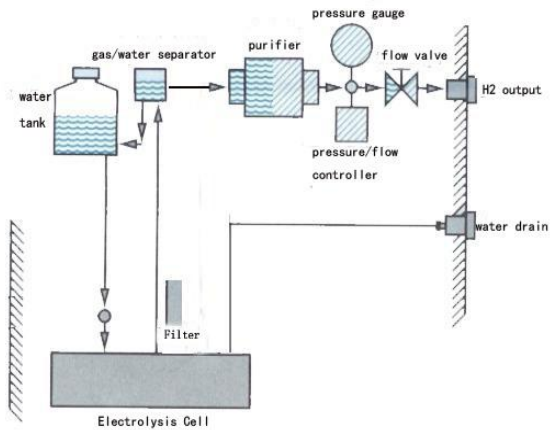 pressure gauge
gas/water separator
purifier
flow valve
water
tank
H2 output
pressure/flow
controller
water drain
Filter
Electrolysis Cell